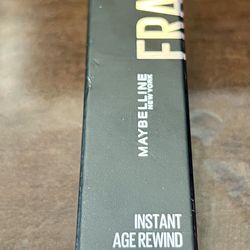 FRA
MAYBELLINE
NEW YORK
INSTANT
AGE REWIND